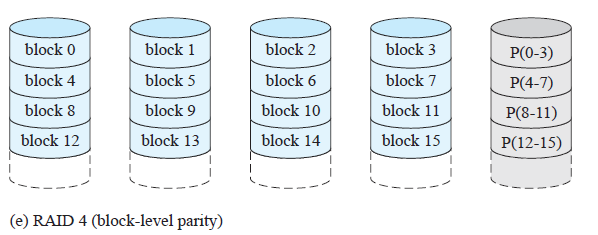 block 0 block 1 block 2 block 3 P(0-3)
block 4 block 5 block 6 block 7 P(4-7)
block 8 block 9 block 10 block 11 P(8-11)
block 12 block 13 block 14 block 15 P(12-15)
(e) RAID 4 (block-level parity)